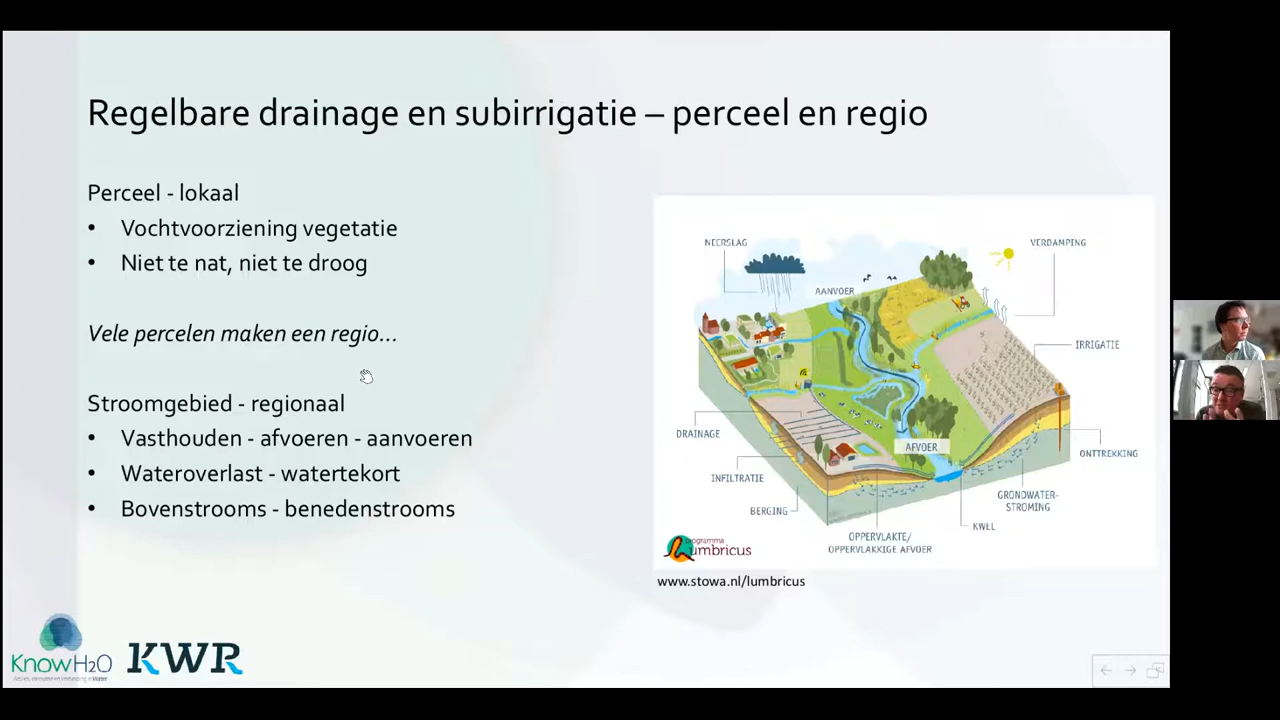 Regelbare drainage en subirrigatie – perceel en regio
Perceel - lokaal
• Vochtvoorziening vegetatie
• Niet te nat, niet te droog
Vele percelen maken een regio...
Stroomgebied - regionaal
• Vasthouden - afvoeren - aanvoeren
• Wateroverlast - watertekort
• Bovenstrooms - benedenstrooms
NEERSLAG
VERDAMPING
AANVOER
IRRIGATIE
DRAINAGE
AFVOER
ONTTREKKING
INFILTRATIE
GRONDWATER-
STROMING
BERGING
KWEL
OPPERVLAKTE/
OPPERVLAKKIGE AFVOER
programma
lumbricus
www.stowa.nl/lumbricus
KnowH2O
KWR